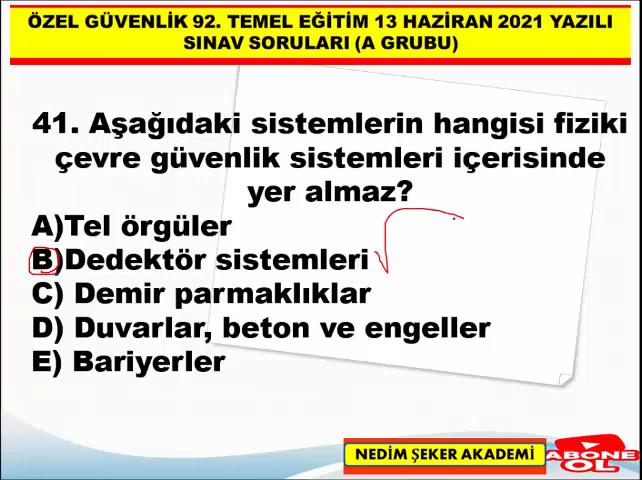 ÖZEL GÜVENLİK 92. TEMEL EĞİTİM 13 HAZİRAN 2021 YAZILI
SINAV SORULARI (A GRUBU)
41. Aşağıdaki sistemlerin hangisi fiziki
çevre güvenlik sistemleri içerisinde
yer almaz?
A)Tel örgüler
B)Dedektör sistemleri
C) Demir parmaklıklar
D) Duvarlar, beton ve engeller
E) Bariyerler
NEDİM ŞEKER AKADEMİ
ABONE
OL